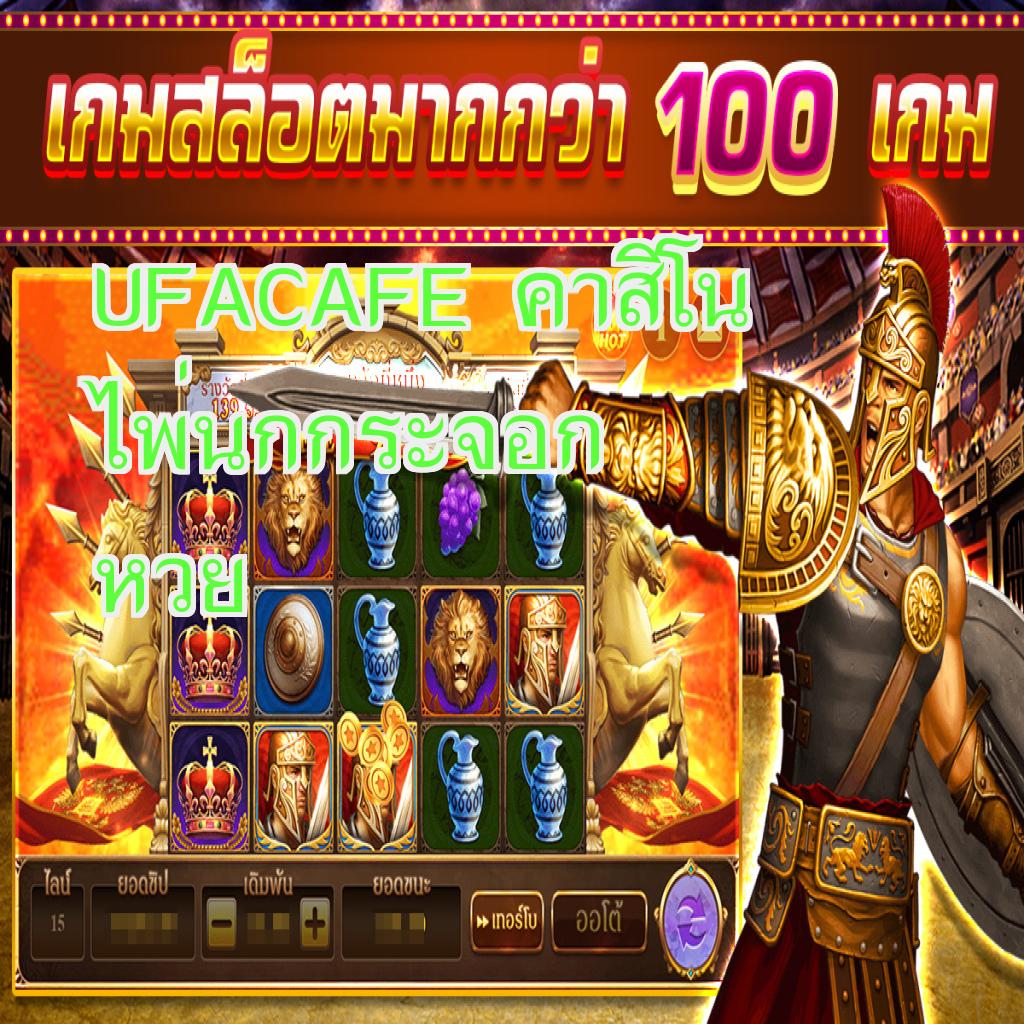 เกมสล็อตมากกว่า 100 เกม
UFACAFE คาสิโน
HOT
ไพ่นกกระจอก
หวย
ไลน์ ยอดชิป เดิมพัน ยอดชนะ
15 − + เทอร์โบ ออโต้